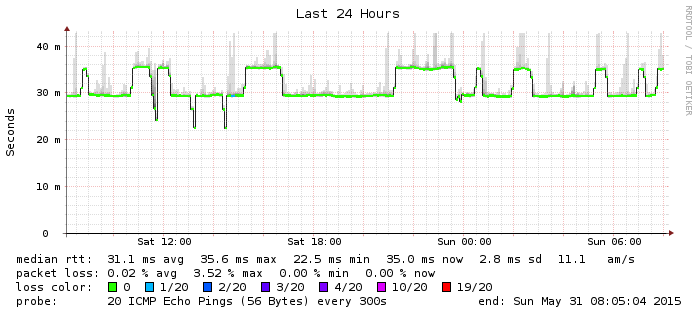 Last 24 Hours
RRDTOOL / TOBI OETIKER
Seconds
40 m
30 m
20 m
10 m
0
Sat 12:00 Sat 18:00 Sun 00:00 Sun 06:00
median rtt: 31.1 ms avg 35.6 ms max 22.5 ms min 35.0 ms now 2.8 ms sd 11.1 am/s
packet loss: 0.02 % avg 3.52 % max 0.00 % min 0.00 % now
loss color: 0 1/20 2/20 3/20 4/20 10/20 19/20
probe: 20 ICMP Echo Pings (56 Bytes) every 300s end: Sun May 31 08:05:04 2015